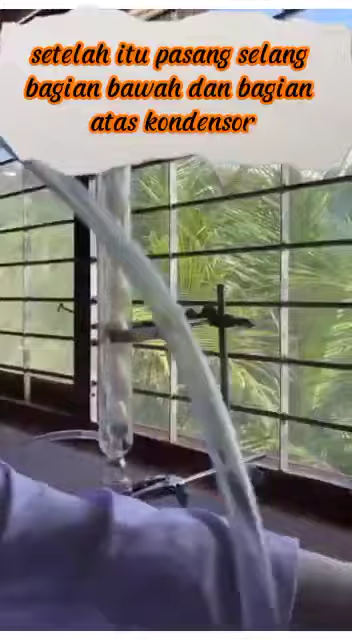 setelah itu pasang selang
bagian bawah dan bagian
atas kondensor